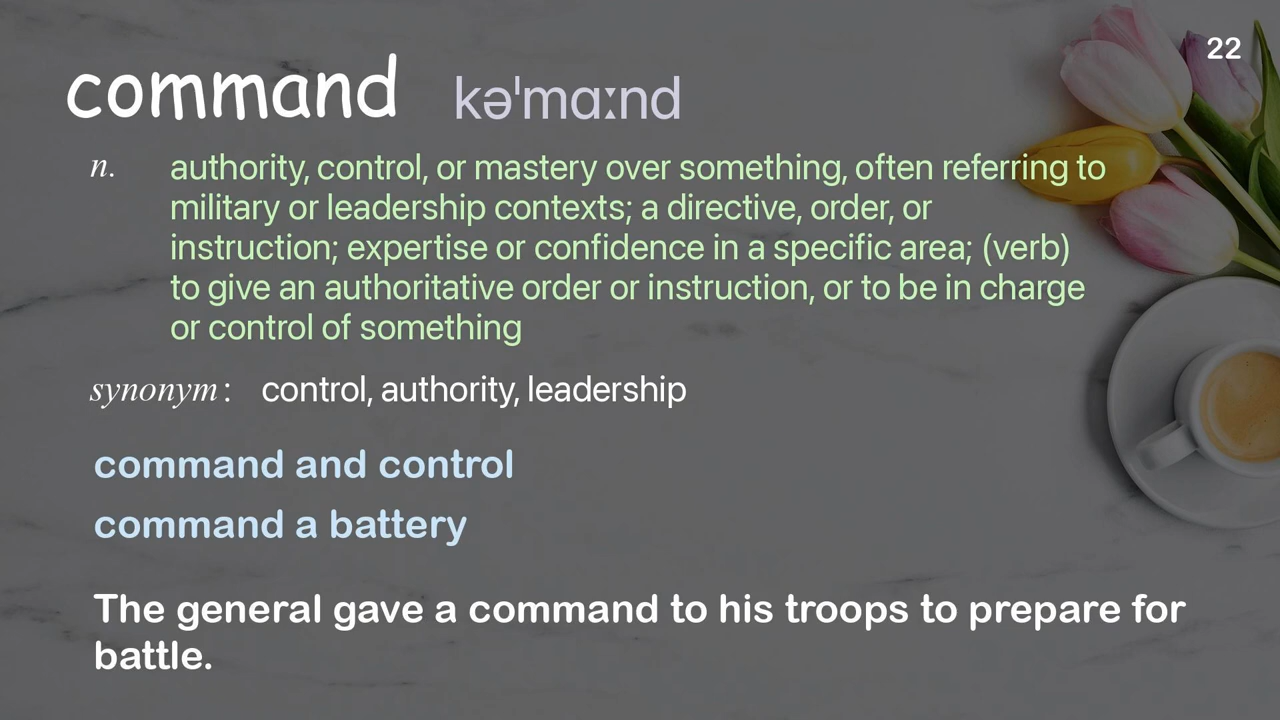 22
command kəˈmɑːnd
n. authority, control, or mastery over something, often referring to
military or leadership contexts; a directive, order, or
instruction; expertise or confidence in a specific area; (verb)
to give an authoritative order or instruction, or to be in charge
or control of something
synonym: control, authority, leadership
command and control
command a battery
The general gave a command to his troops to prepare for
battle.